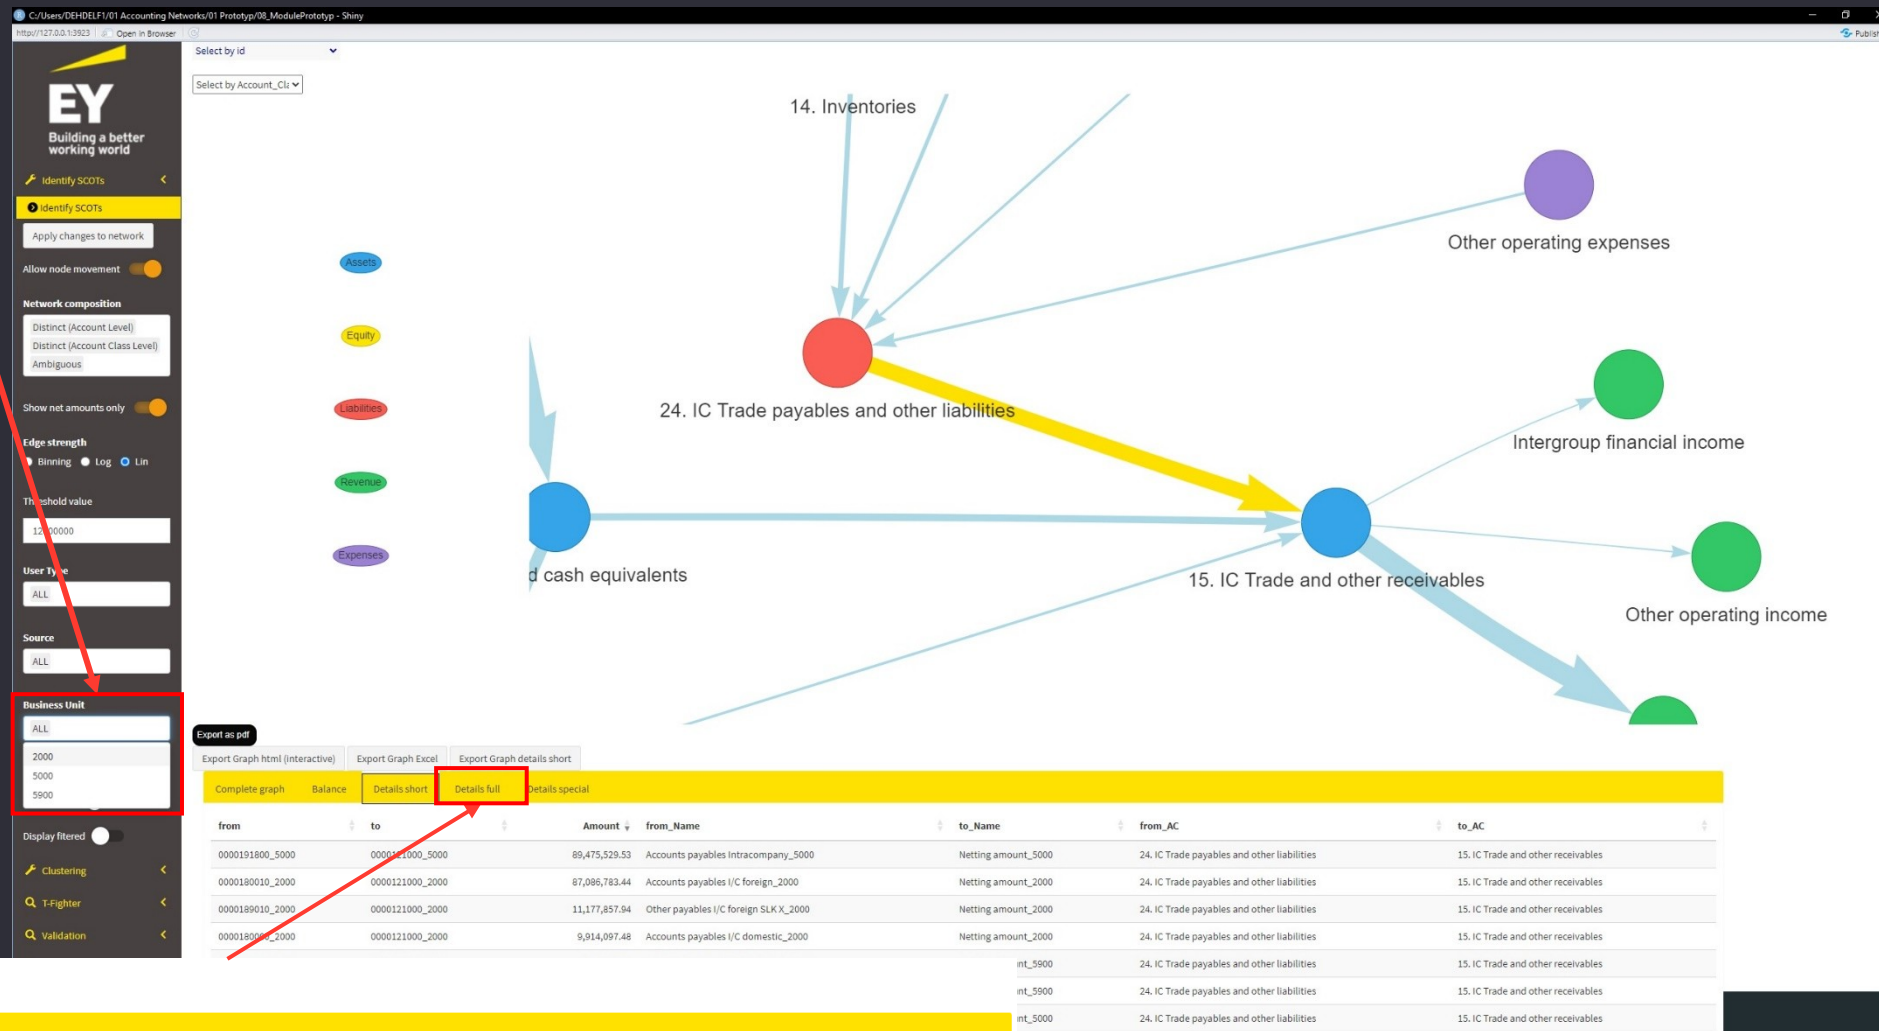 C:/Users/DEHDELF1/01 Accounting Networks/01 Prototyp/08_ModulePrototyp - Shiny
http://127.0.0.1:3923 Open in Browser
Publish
EY
Building a better
working world
Identify SCOTs
Identify SCOTs
Apply changes to network
Allow node movement
Network composition
Distinct (Account Level)
Distinct (Account Class Level)
Ambiguous
Show net amounts only
Edge strength
Binning Log Lin
Threshold value
User Type
ALL
Source
ALL
Business Unit
ALL
2000
5000
5900
Display fitered
Clustering
T-Fighter
Validation
Select by id
Select by Account_Cla
Assets
Equity
Liabilities
Revenue
Expenses
14. Inventories
Other operating expenses
24. IC Trade payables and other liabilities
Intergroup financial income
d cash equivalents
15. IC Trade and other receivables
Other operating income
Export as pdf
Export Graph html (interactive) Export Graph Excel Export Graph details short
Complete graph Balance Details short Details full Details special
from to Amount from_Name to_Name from_AC to_AC
0000191800_5000 0000121000_5000 89,475,529.53 Accounts payables Intracompany_5000 Netting amount_5000 24. IC Trade payables and other liabilities 15. IC Trade and other receivables
0000180010_2000 0000121000_2000 87,086,783.44 Accounts payables I/C foreign_2000 Netting amount_2000 24. IC Trade payables and other liabilities 15. IC Trade and other receivables
0000189010_2000 0000121000_2000 11,177,857.94 Other payables I/C foreign SLK X_2000 Netting amount_2000 24. IC Trade payables and other liabilities 15. IC Trade and other receivables
0000180000_2000 0000121000_2000 9,914,097.48 Accounts payables I/C domestic_2000 Netting amount_2000 24. IC Trade payables and other liabilities 15. IC Trade and other receivables
int_5900 24. IC Trade payables and other liabilities 15. IC Trade and other receivables
int_5900 24. IC Trade payables and other liabilities 15. IC Trade and other receivables
int_5000 24. IC Trade payables and other liabilities 15. IC Trade and other receivables